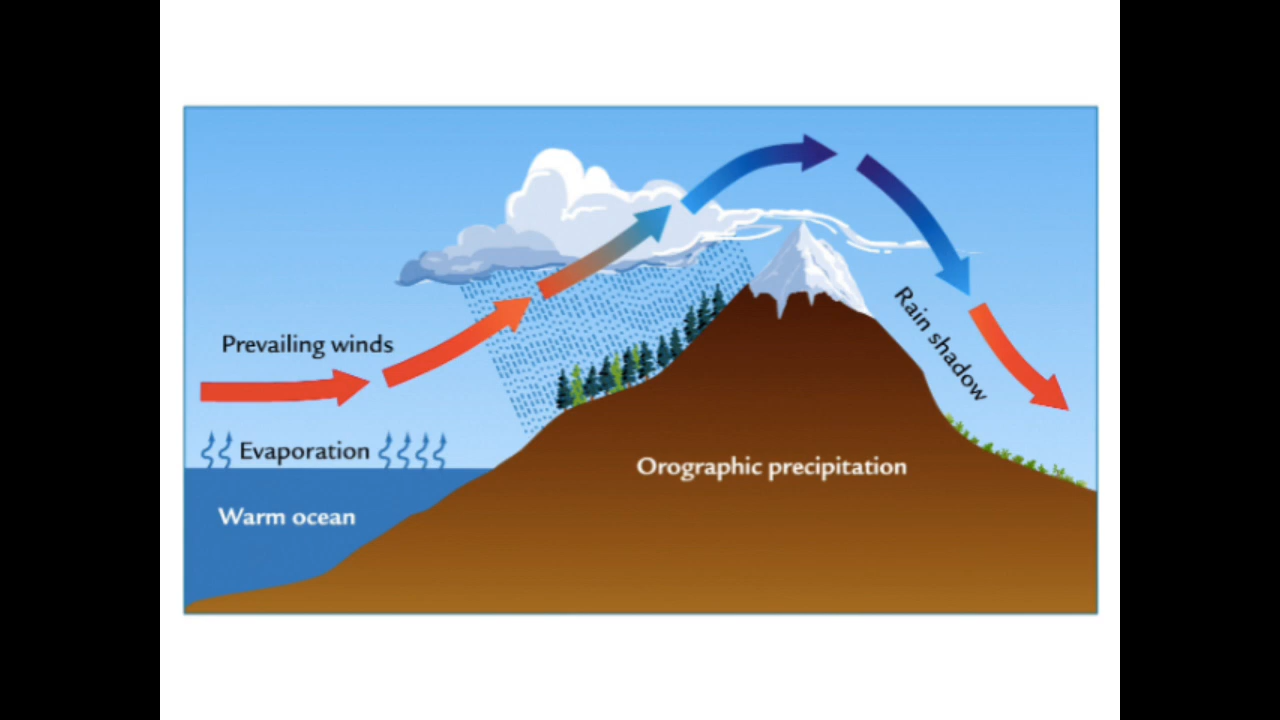 Prevailing winds
Evaporation
Warm ocean
Rain shadow
Orographic precipitation